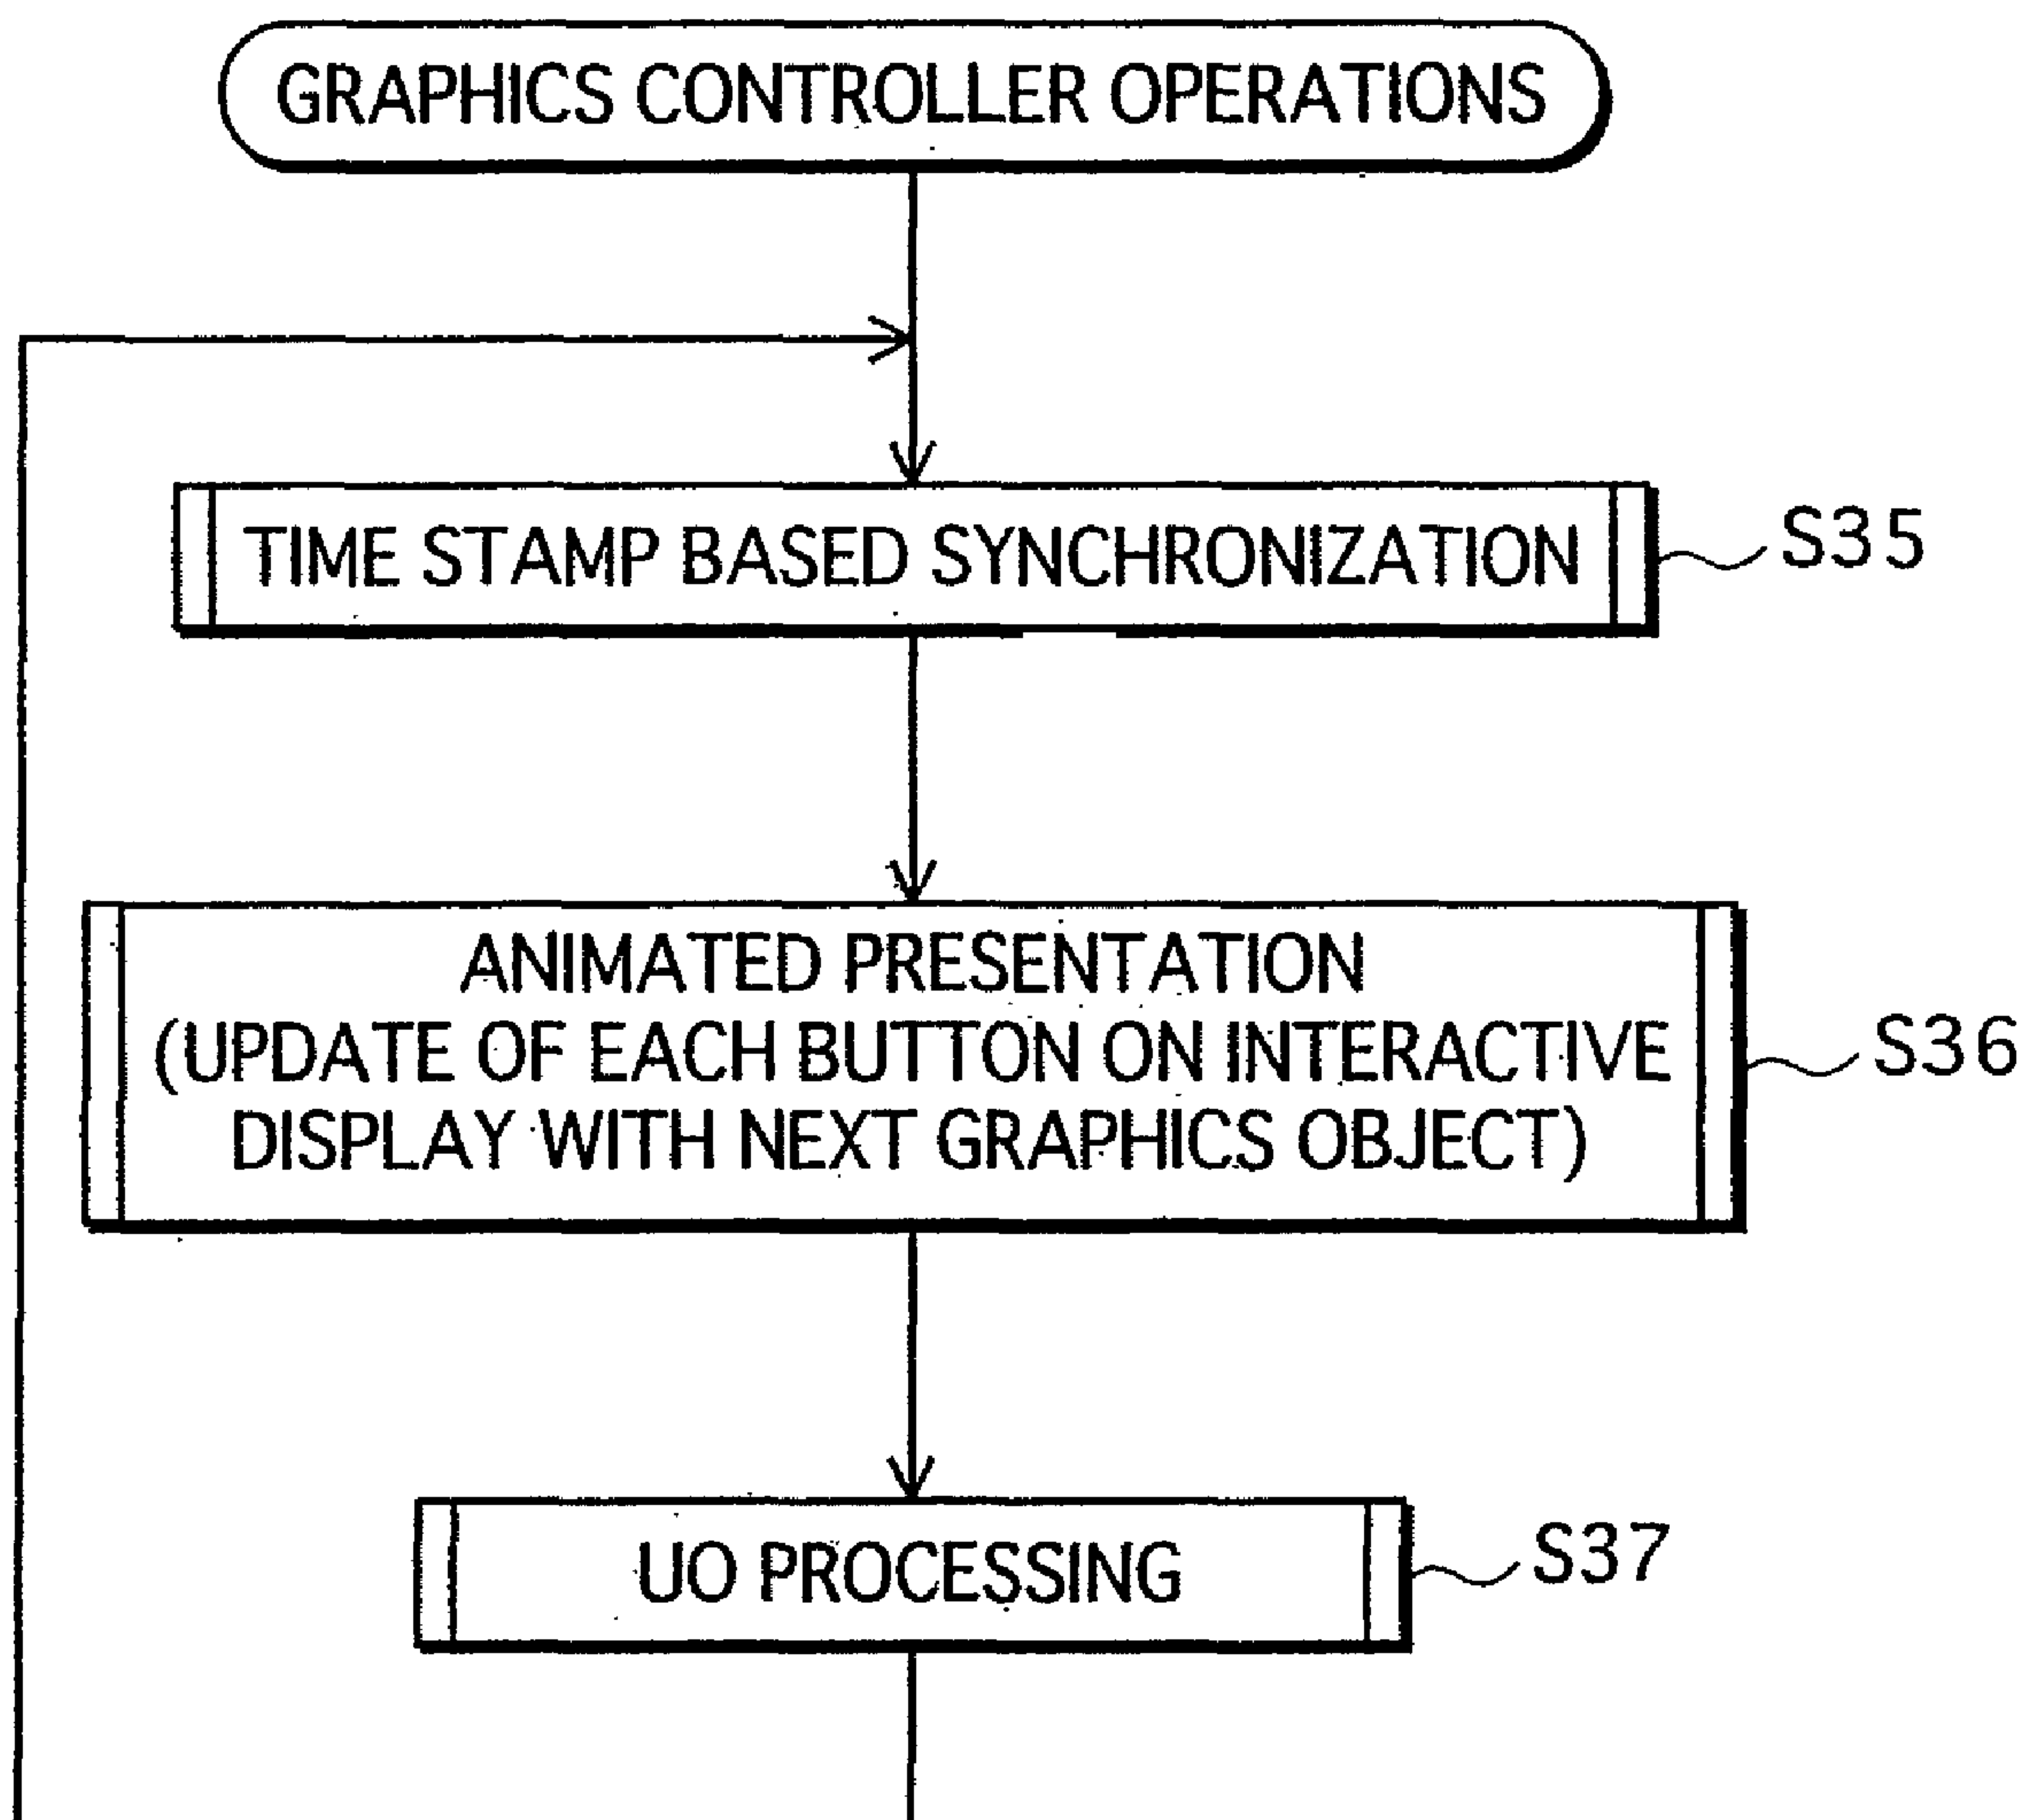 GRAPHICS CONTROLLER OPERATIONS
TIME STAMP BASED SYNCHRONIZATION
S35
ANIMATED PRESENTATION
(UPDATE OF EACH BUTTON ON INTERACTIVE
DISPLAY WITH NEXT GRAPHICS OBJECT)
S36
UO PROCESSING
S37